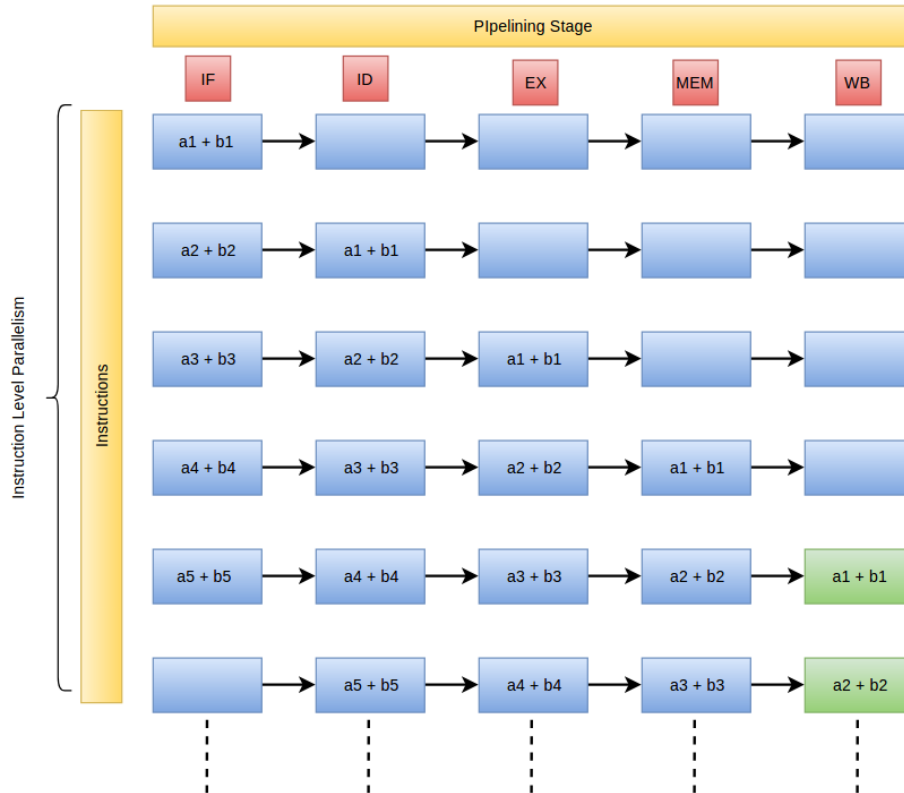 PIpelining Stage
IF
ID
EX
MEM
WB
Instruction Level Parallelism
Instructions
a1 + b1
a2 + b2
a1 + b1
a3 + b3
a2 + b2
a1 + b1
a4 + b4
a3 + b3
a2 + b2
a1 + b1
a5 + b5
a4 + b4
a3 + b3
a2 + b2
a1 + b1
a5 + b5
a4 + b4
a3 + b3
a2 + b2